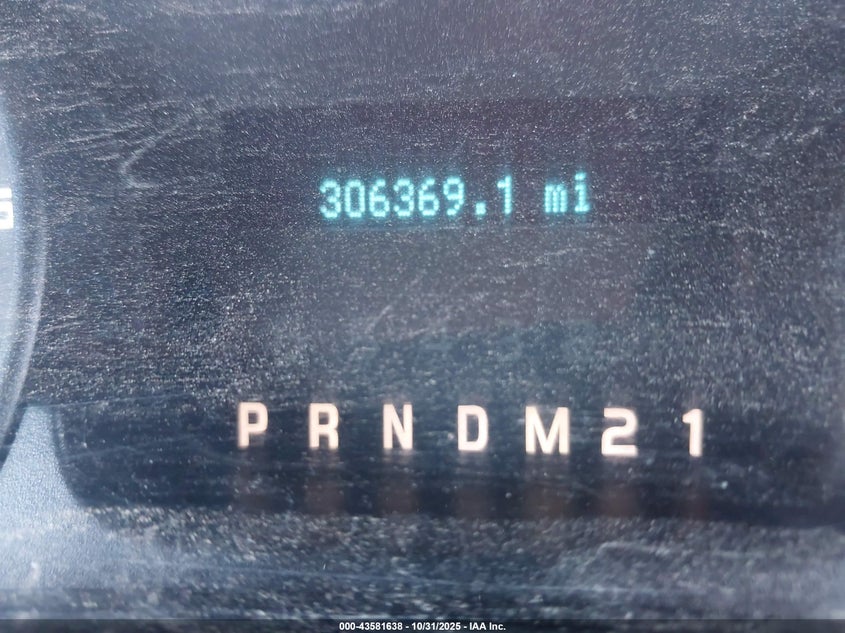 306369.1 mi
P R N D M 2 1
000-43581638 - 10/31/2025 - IAA Inc.